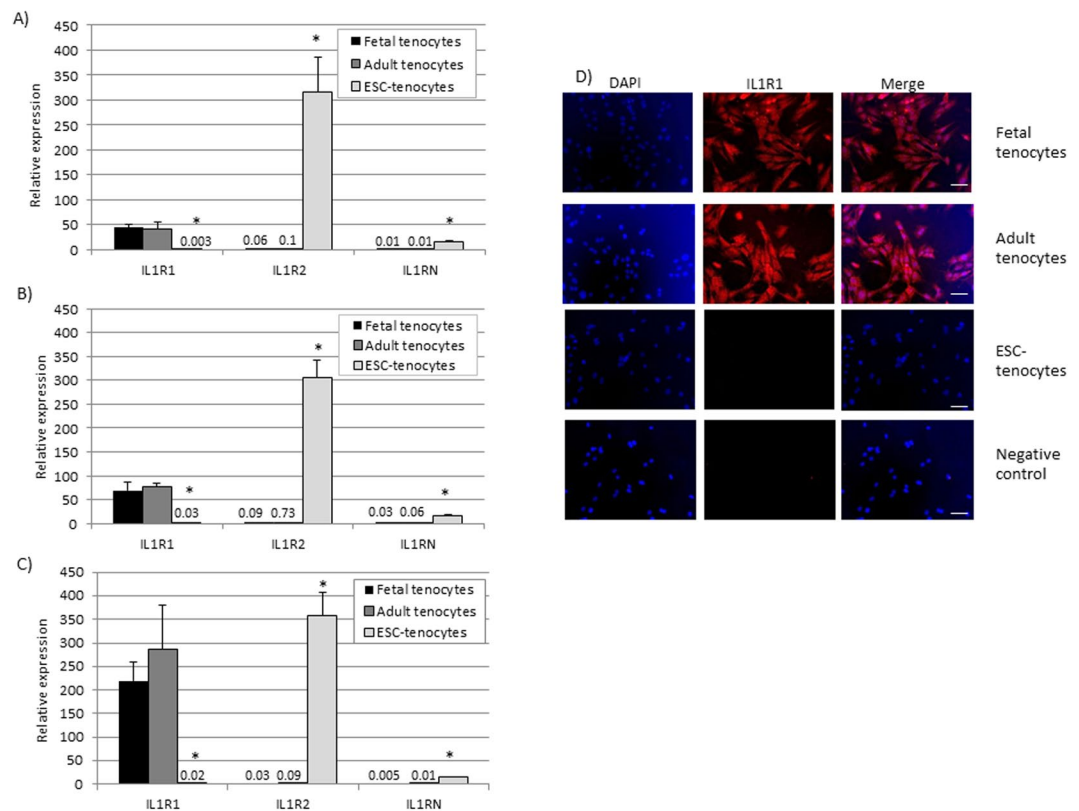 A)
450
400
350
300
250
200
150
100
50
0
Relative expression
Fetal tenocytes
Adult tenocytes
ESC-tenocytes
*
*
*
0.003 0.06 0.1 0.01 0.01
IL1R1 IL1R2 IL1RN
B)
450
400
350
300
250
200
150
100
50
0
Relative expression
Fetal tenocytes
Adult tenocytes
ESC-tenocytes
*
*
*
0.03 0.09 0.73 0.03 0.06
IL1R1 IL1R2 IL1RN
C)
450
400
350
300
250
200
150
100
50
0
Relative expression
Fetal tenocytes
Adult tenocytes
ESC-tenocytes
*
*
*
0.02 0.03 0.09 0.005 0.01
IL1R1 IL1R2 IL1RN
D)
DAPI IL1R1 Merge
Fetal
tenocytes
Adult
tenocytes
ESC-
tenocytes
Negative
control